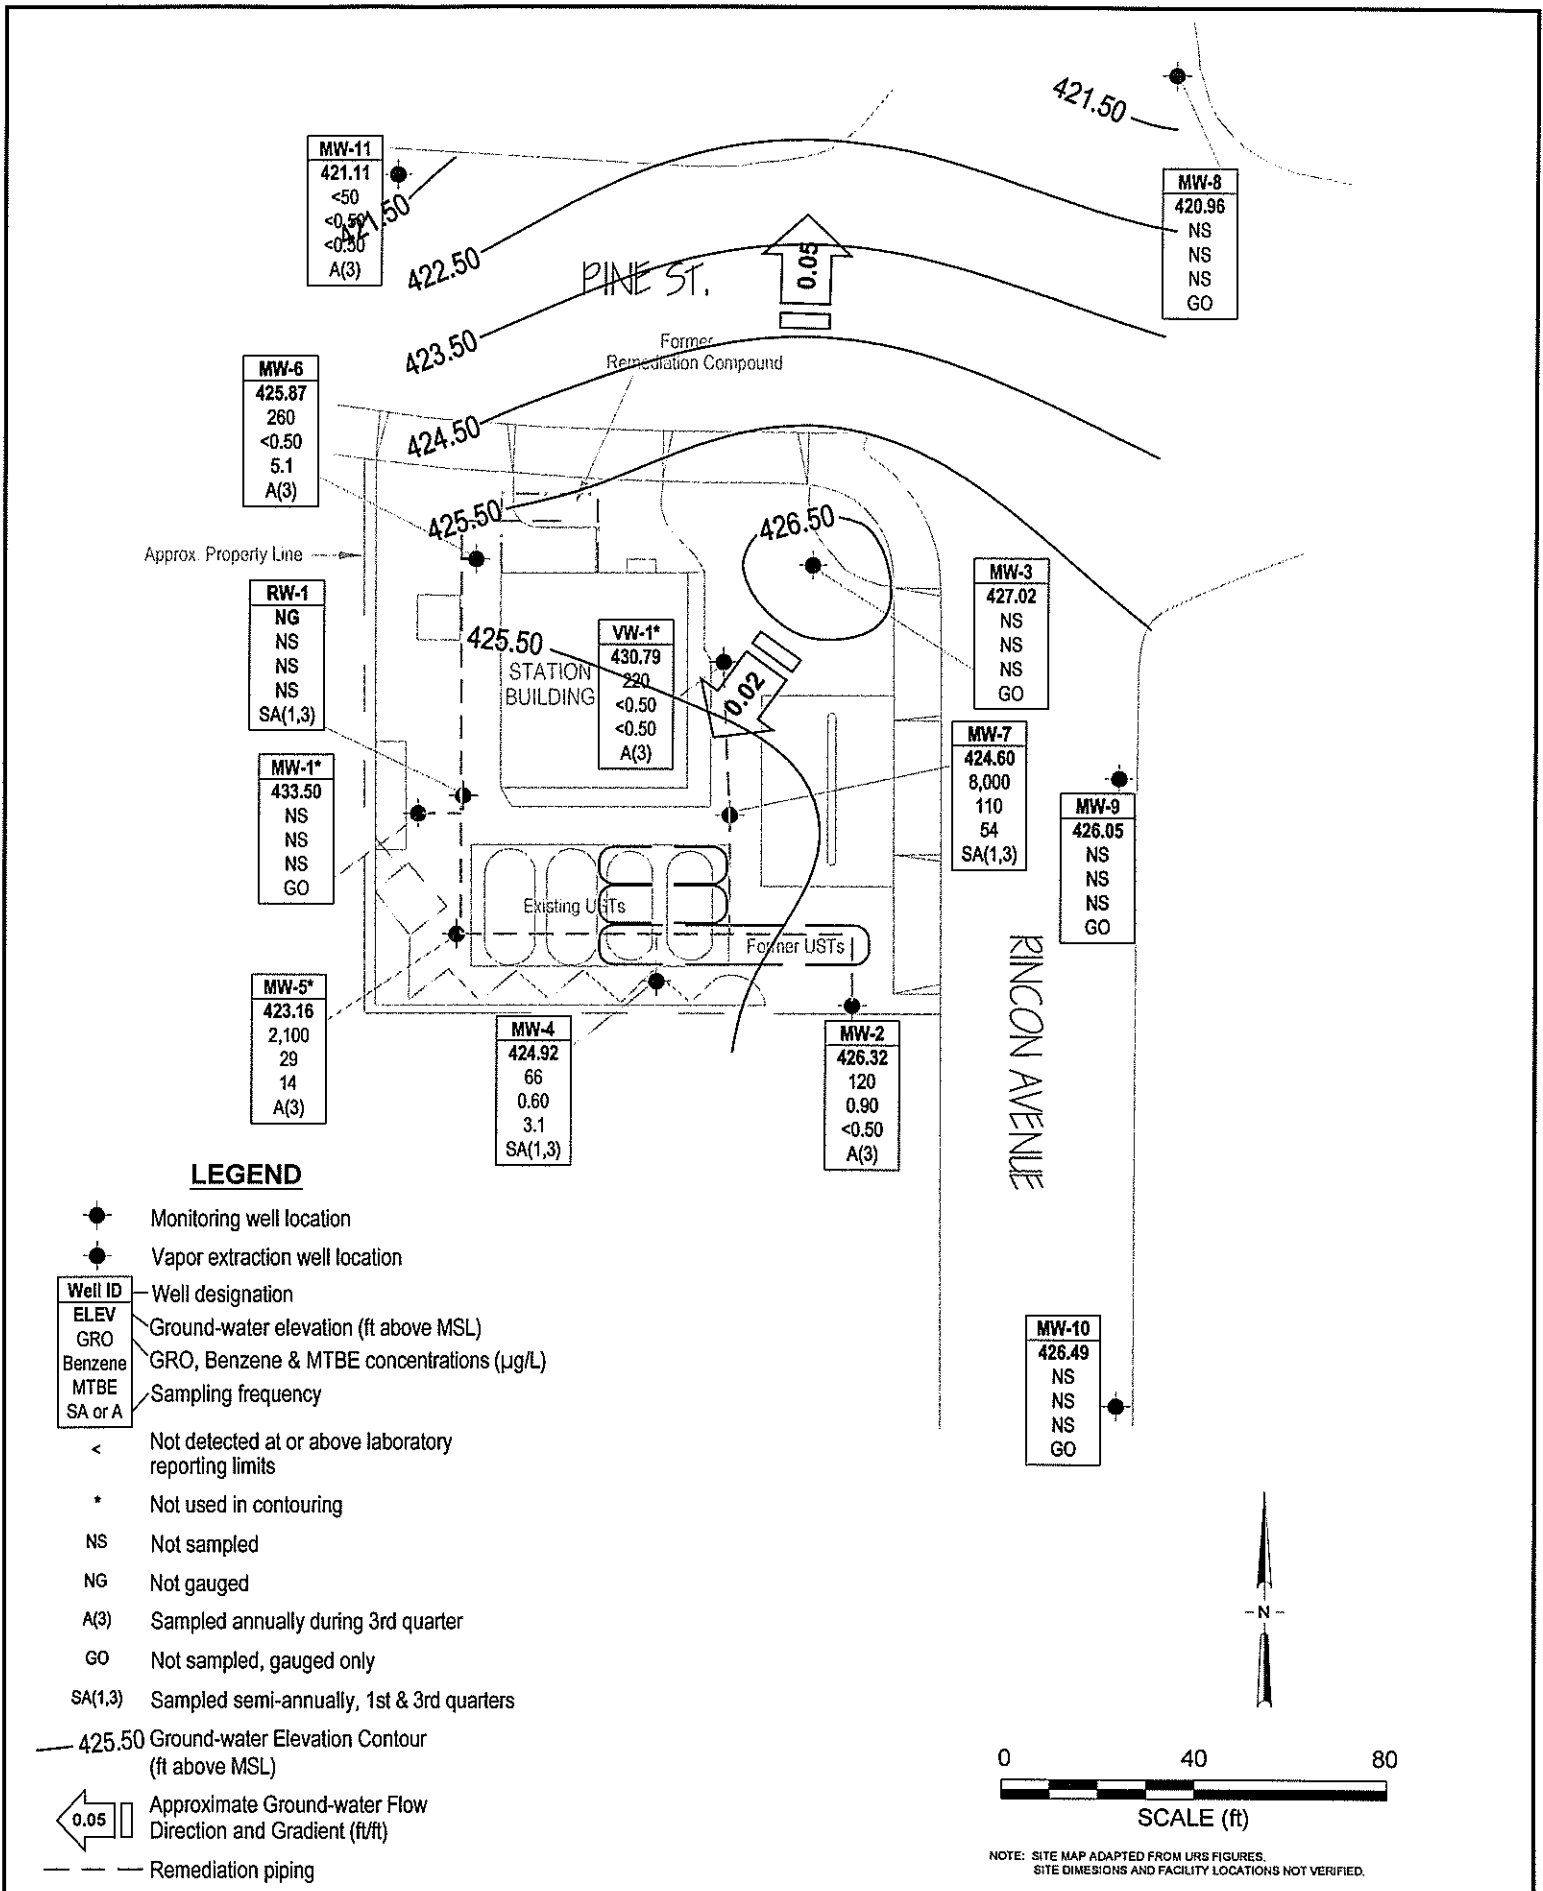 421.50
MW-11
421.11
<50
<0.50
<0.50
A(3)
421.50
MW-8
420.96
NS
NS
NS
GO
422.50
PINE ST.
0.05
423.50
Former
Remediation Compound
MW-6
425.87
260
<0.50
5.1
A(3)
424.50
425.50
426.50
Approx. Property Line
MW-3
427.02
NS
NS
NS
GO
RW-1
NG
NS
NS
NS
SA(1,3)
425.50
STATION
BUILDING
VW-1*
430.79
220
<0.50
<0.50
A(3)
0.02
MW-7
424.60
8,000
110
54
SA(1,3)
MW-1*
433.50
NS
NS
NS
GO
MW-9
426.05
NS
NS
NS
GO
Existing USTs
Former USTs
RINCON AVENUE
MW-5*
423.16
2,100
29
14
A(3)
MW-4
424.92
66
0.60
3.1
SA(1,3)
MW-2
426.32
120
0.90
<0.50
A(3)
MW-10
426.49
NS
NS
NS
GO
LEGEND
Monitoring well location
Vapor extraction well location
Well ID
ELEV
GRO
Benzene
MTBE
SA or A
Well designation
Ground-water elevation (ft above MSL)
GRO, Benzene & MTBE concentrations (µg/L)
Sampling frequency
< Not detected at or above laboratory
reporting limits
* Not used in contouring
NS Not sampled
NG Not gauged
A(3) Sampled annually during 3rd quarter
GO Not sampled, gauged only
SA(1,3) Sampled semi-annually, 1st & 3rd quarters
425.50 Ground-water Elevation Contour
(ft above MSL)
0.05 Approximate Ground-water Flow
Direction and Gradient (ft/ft)
Remediation piping
N
0 40 80
SCALE (ft)
NOTE: SITE MAP ADAPTED FROM URS FIGURES.
SITE DIMESIONS AND FACILITY LOCATIONS NOT VERIFIED.